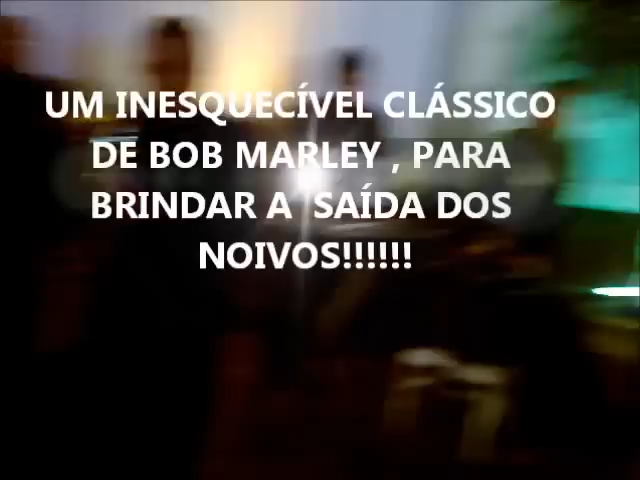 UM INESQUECÍVEL CLÁSSICO
DE BOB MARLEY , PARA
BRINDAR A SAÍDA DOS
NOIVOS!!!!!!